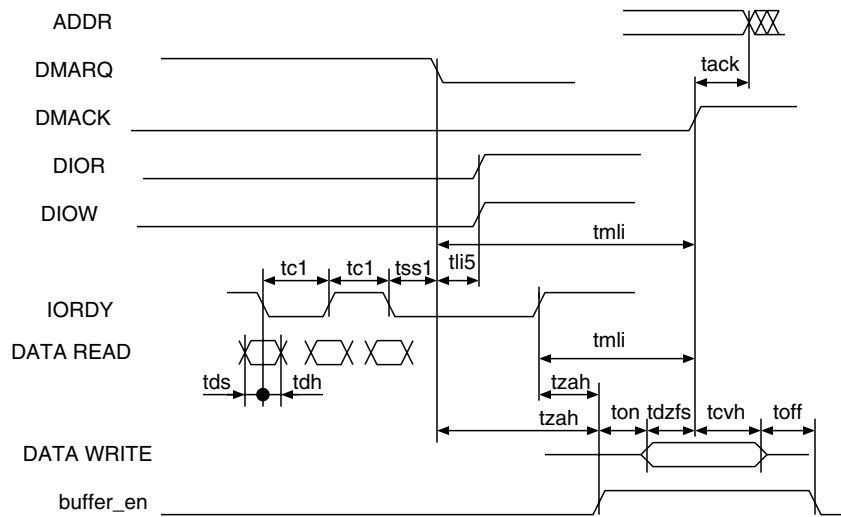 ADDR
DMARQ
tack
DMACK
DIOR
DIOW
tmli
tli5
tc1 tc1 tss1
IORDY
DATA READ
tmli
tds tdh
tzah
tzah ton tdzfs tcvh toff
DATA WRITE
buffer_en